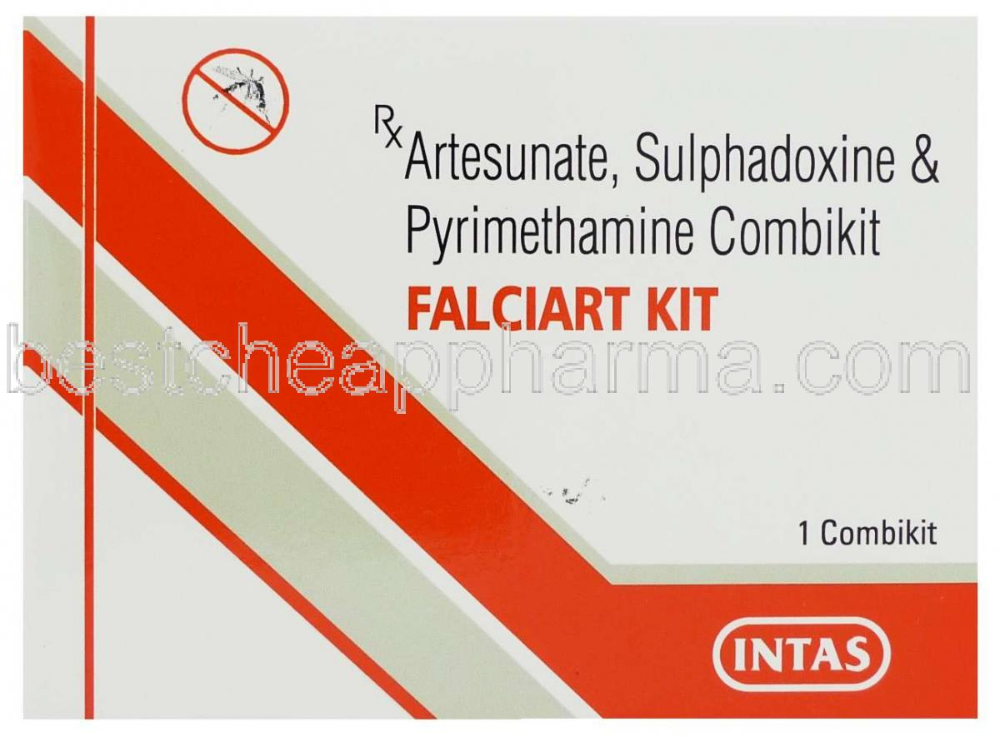 Rx Artesunate, Sulphadoxine &
Pyrimethamine Combikit
FALCIART KIT
bestcheappharma.com
1 Combikit
INTAS